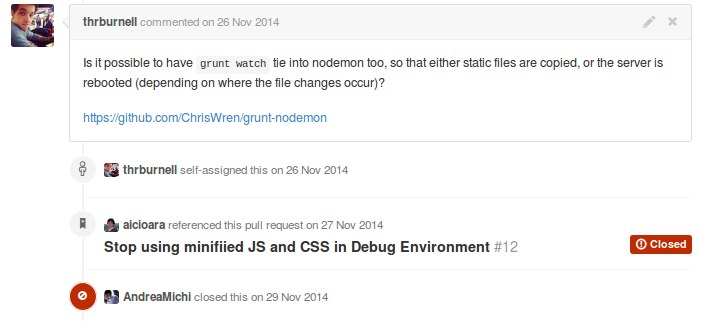 thrburnell commented on 26 Nov 2014
Is it possible to have grunt watch tie into nodemon too, so that either static files are copied, or the server is
rebooted (depending on where the file changes occur)?
https://github.com/ChrisWren/grunt-nodemon
thrburnell self-assigned this on 26 Nov 2014
aicioara referenced this pull request on 27 Nov 2014
Stop using minifiied JS and CSS in Debug Environment #12
Closed
AndreaMichi closed this on 29 Nov 2014